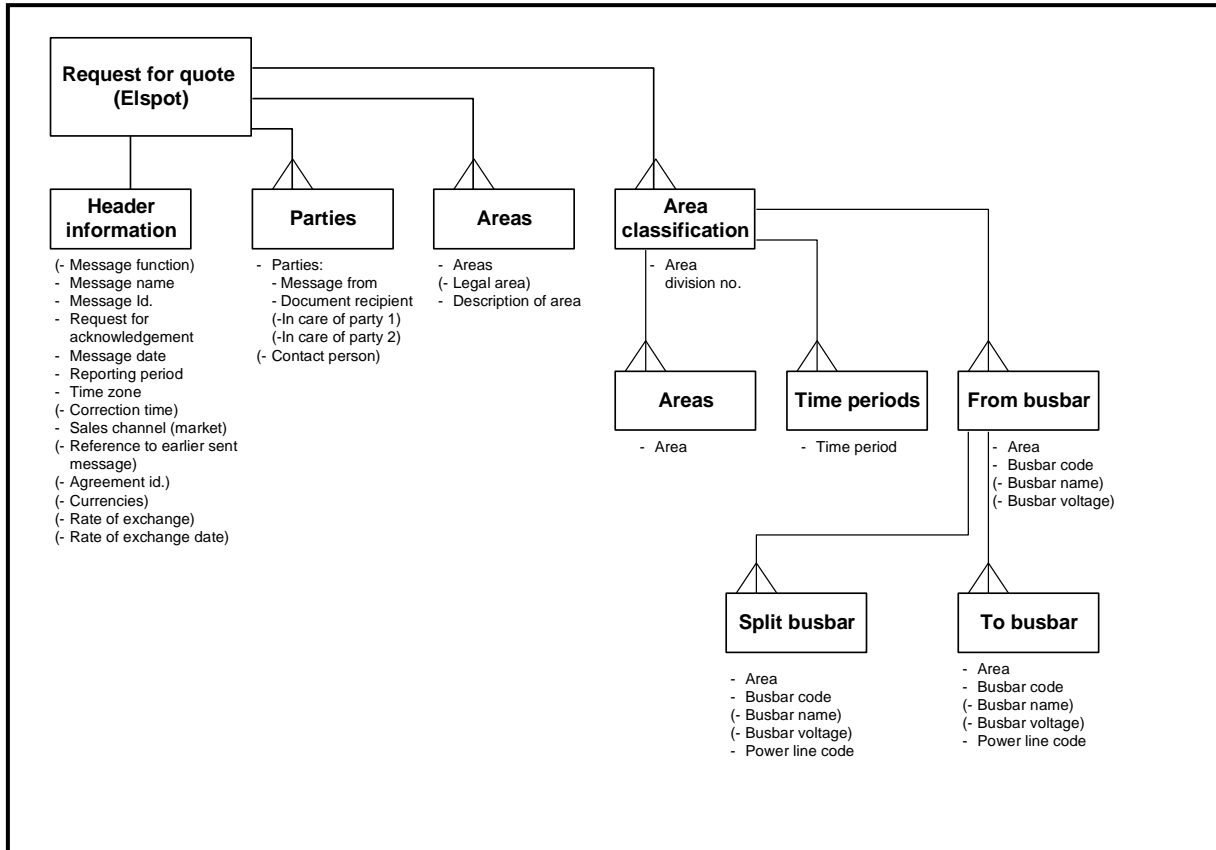 Request for quote
(Elspot)
Header
information
(- Message function)
- Message name
- Message Id.
- Request for
acknowledgement
- Message date
- Reporting period
- Time zone
(- Correction time)
- Sales channel (market)
(- Reference to earlier sent
message)
(- Agreement id.)
(- Currencies)
(- Rate of exchange)
(- Rate of exchange date)
Parties
- Parties:
- Message from
- Document recipient
(-In care of party 1)
(-In care of party 2)
(- Contact person)
Areas
- Areas
(- Legal area)
- Description of area
Area
classification
- Area
division no.
Areas
- Area
Time periods
- Time period
From busbar
- Area
- Busbar code
(- Busbar name)
(- Busbar voltage)
Split busbar
- Area
- Busbar code
(- Busbar name)
(- Busbar voltage)
- Power line code
To busbar
- Area
- Busbar code
(- Busbar name)
(- Busbar voltage)
- Power line code